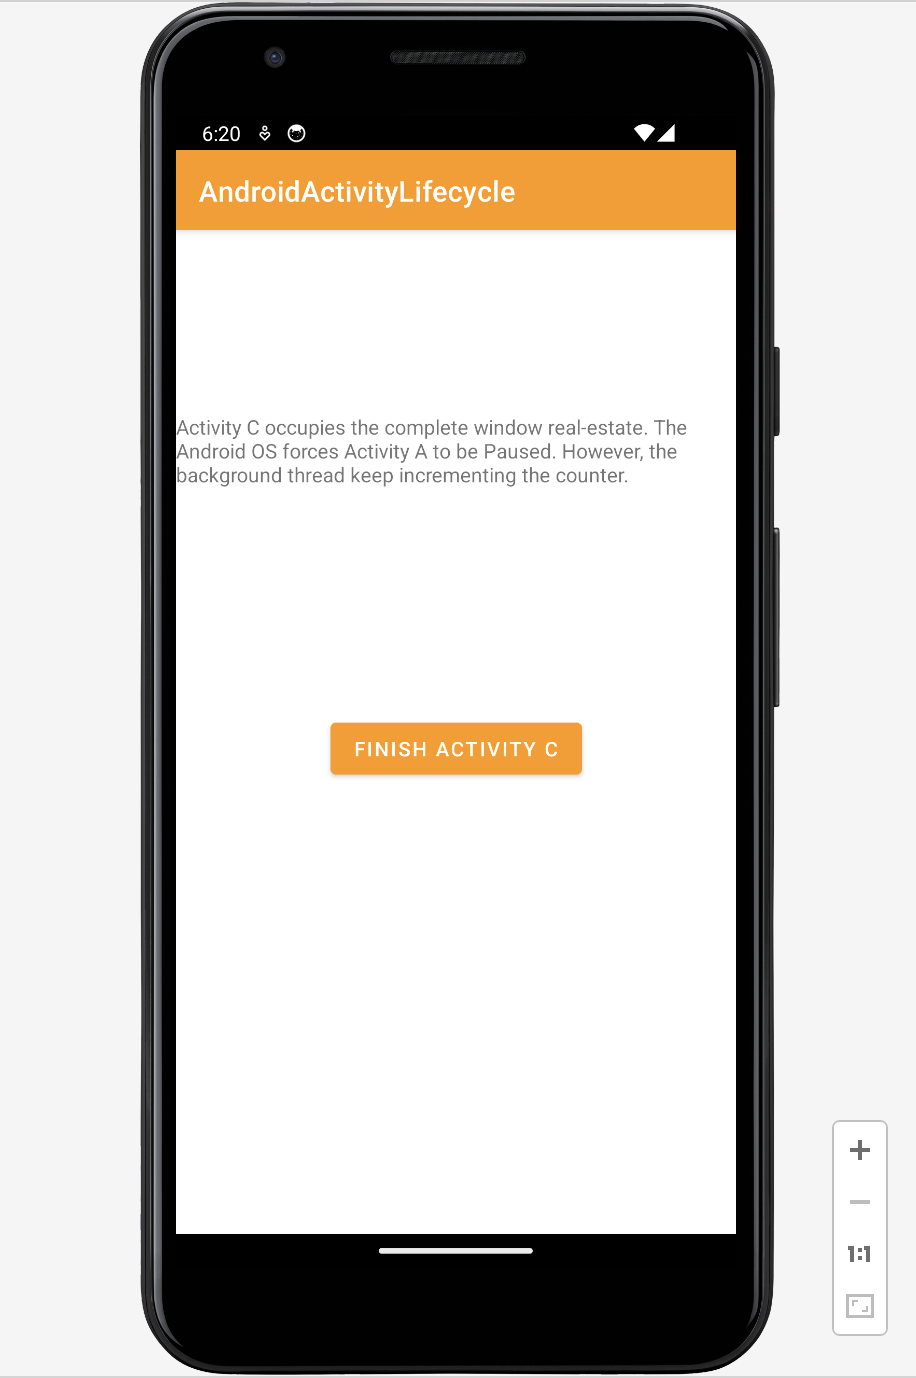 6:20
AndroidActivityLifecycle
Activity C occupies the complete window real-estate. The
Android OS forces Activity A to be Paused. However, the
background thread keep incrementing the counter.
FINISH ACTIVITY C
1:1